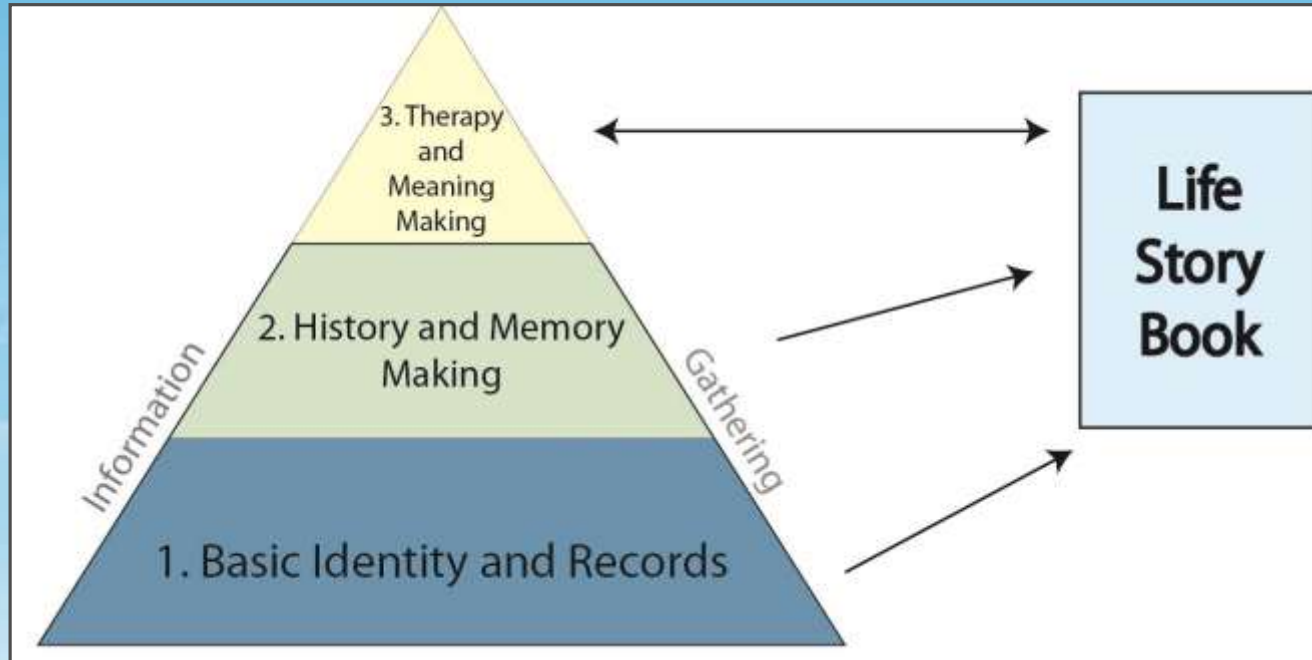 3. Therapy
and
Meaning
Making
2. History and Memory
Making
Information
Gathering
1. Basic Identity and Records
Life
Story
Book